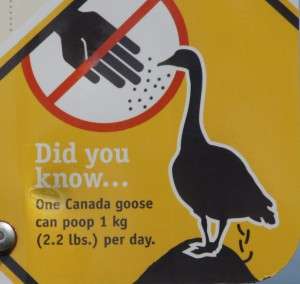 Did you
know...
One Canada goose
can poop 1 kg
(2.2 lbs.) per day.